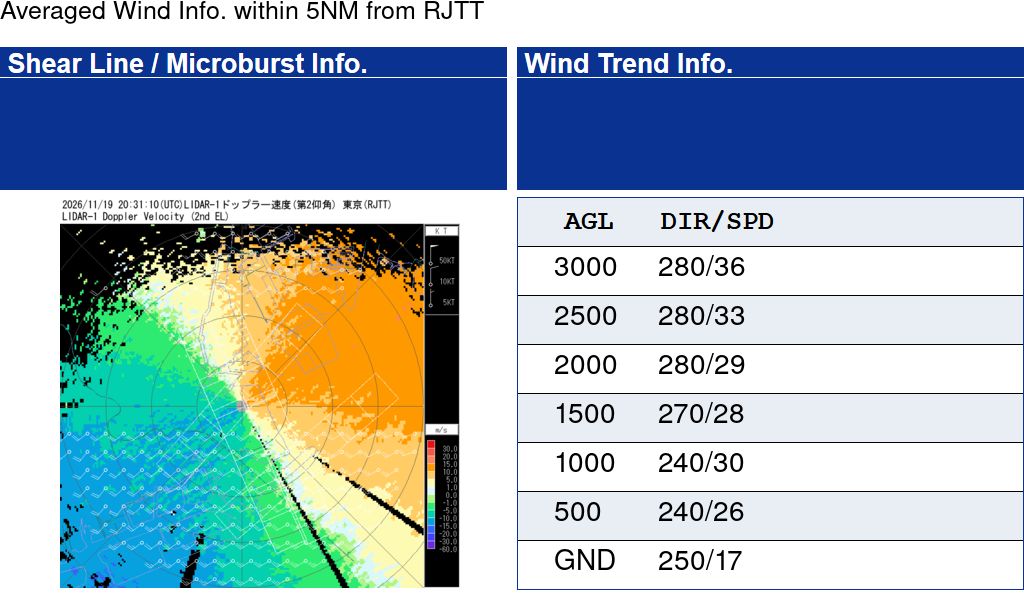 Averaged Wind Info. within 5NM from RJTT
Shear Line / Microburst Info.
Wind Trend Info.
2026/11/19 20:31:10(UTC)LIDAR-1ドップラー速度(第2仰角) 東京(RJTT)
LIDAR-1 Doppler Velocity (2nd EL)
K T
50KT
10KT
5KT
m/s
30.0
20.0
15.0
10.0
5.0
1.0
0.0
-1.0
-5.0
-10.0
-15.0
-20.0
-30.0
-60.0
AGL DIR/SPD
3000 280/36
2500 280/33
2000 280/29
1500 270/28
1000 240/30
500 240/26
GND 250/17